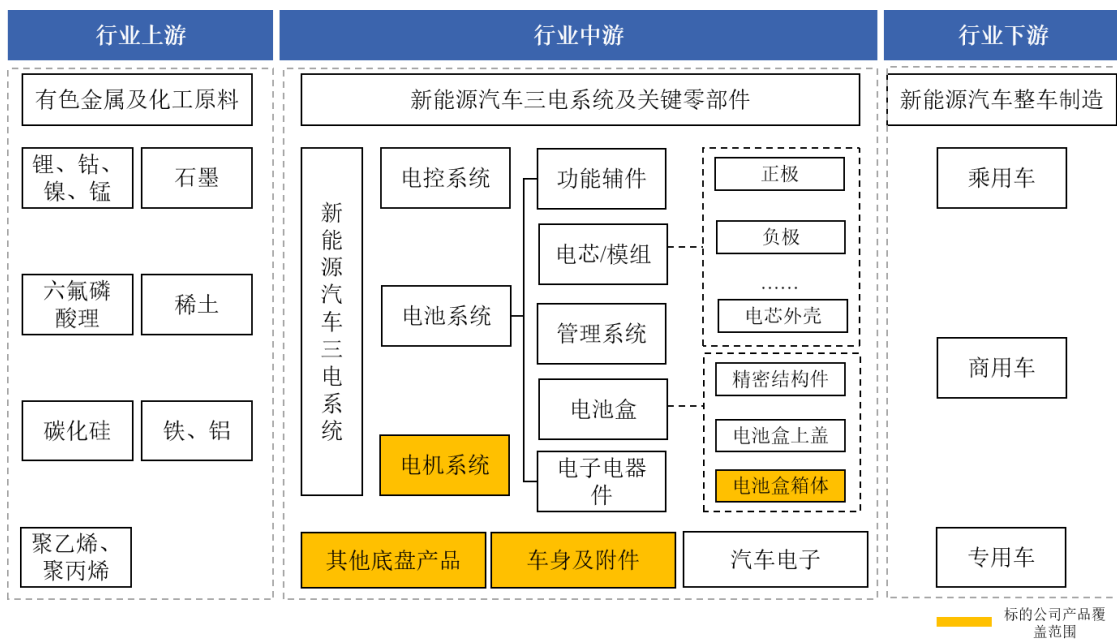 行业上游
行业中游
行业下游
有色金属及化工原料
新能源汽车三电系统及关键零部件
新能源汽车整车制造
锂、钴、
镍、锰
石墨
六氟磷
酸理
稀土
碳化硅
铁、铝
聚乙烯、
聚丙烯
新能源汽车三电系统
电控系统
电池系统
电机系统
功能辅件
电芯/模组
管理系统
电池盒
电子电器
件
正极
负极
……
电芯外壳
精密结构件
电池盒上盖
电池盒箱体
其他底盘产品
车身及附件
汽车电子
乘用车
商用车
专用车
标的公司产品覆
盖范围